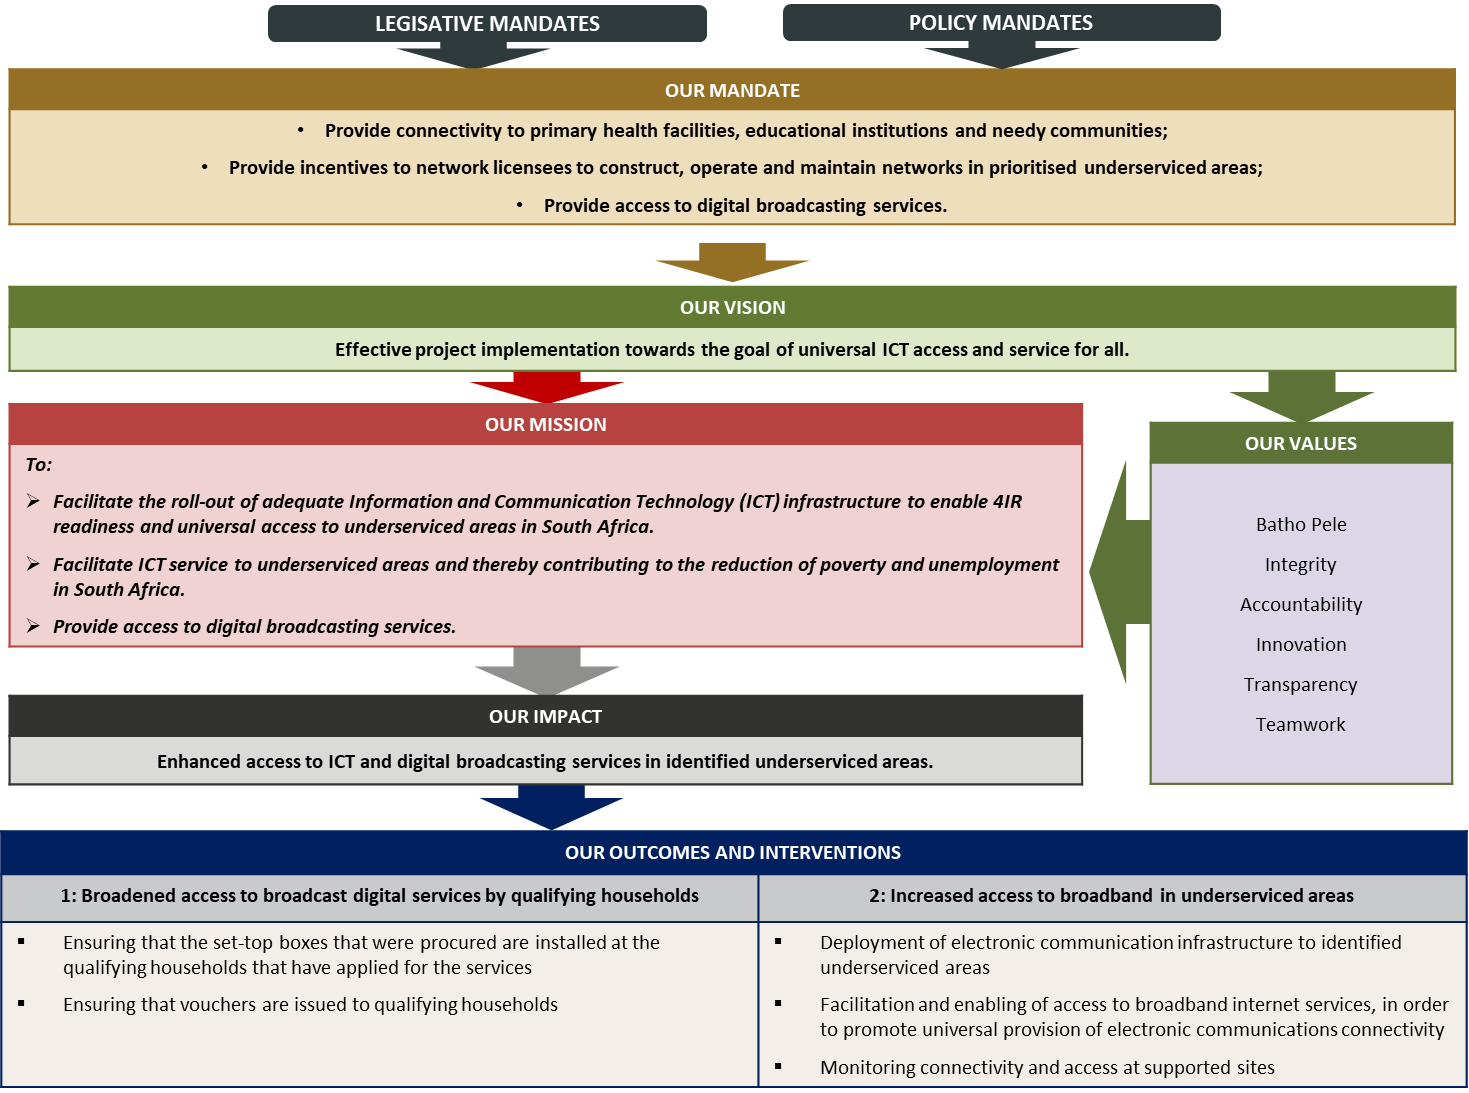 LEGISATIVE MANDATES
POLICY MANDATES
OUR MANDATE
• Provide connectivity to primary health facilities, educational institutions and needy communities;
• Provide incentives to network licensees to construct, operate and maintain networks in prioritised underserviced areas;
• Provide access to digital broadcasting services.
OUR VISION
Effective project implementation towards the goal of universal ICT access and service for all.
OUR MISSION
To:
➢ Facilitate the roll-out of adequate Information and Communication Technology (ICT) infrastructure to enable 4IR
readiness and universal access to underserviced areas in South Africa.
➢ Facilitate ICT service to underserviced areas and thereby contributing to the reduction of poverty and unemployment
in South Africa.
➢ Provide access to digital broadcasting services.
OUR VALUES
Batho Pele
Integrity
Accountability
Innovation
Transparency
Teamwork
OUR IMPACT
Enhanced access to ICT and digital broadcasting services in identified underserviced areas.
OUR OUTCOMES AND INTERVENTIONS
1: Broadened access to broadcast digital services by qualifying households
▪ Ensuring that the set-top boxes that were procured are installed at the
qualifying households that have applied for the services
▪ Ensuring that vouchers are issued to qualifying households
2: Increased access to broadband in underserviced areas
▪ Deployment of electronic communication infrastructure to identified
underserviced areas
▪ Facilitation and enabling of access to broadband internet services, in order
to promote universal provision of electronic communications connectivity
▪ Monitoring connectivity and access at supported sites